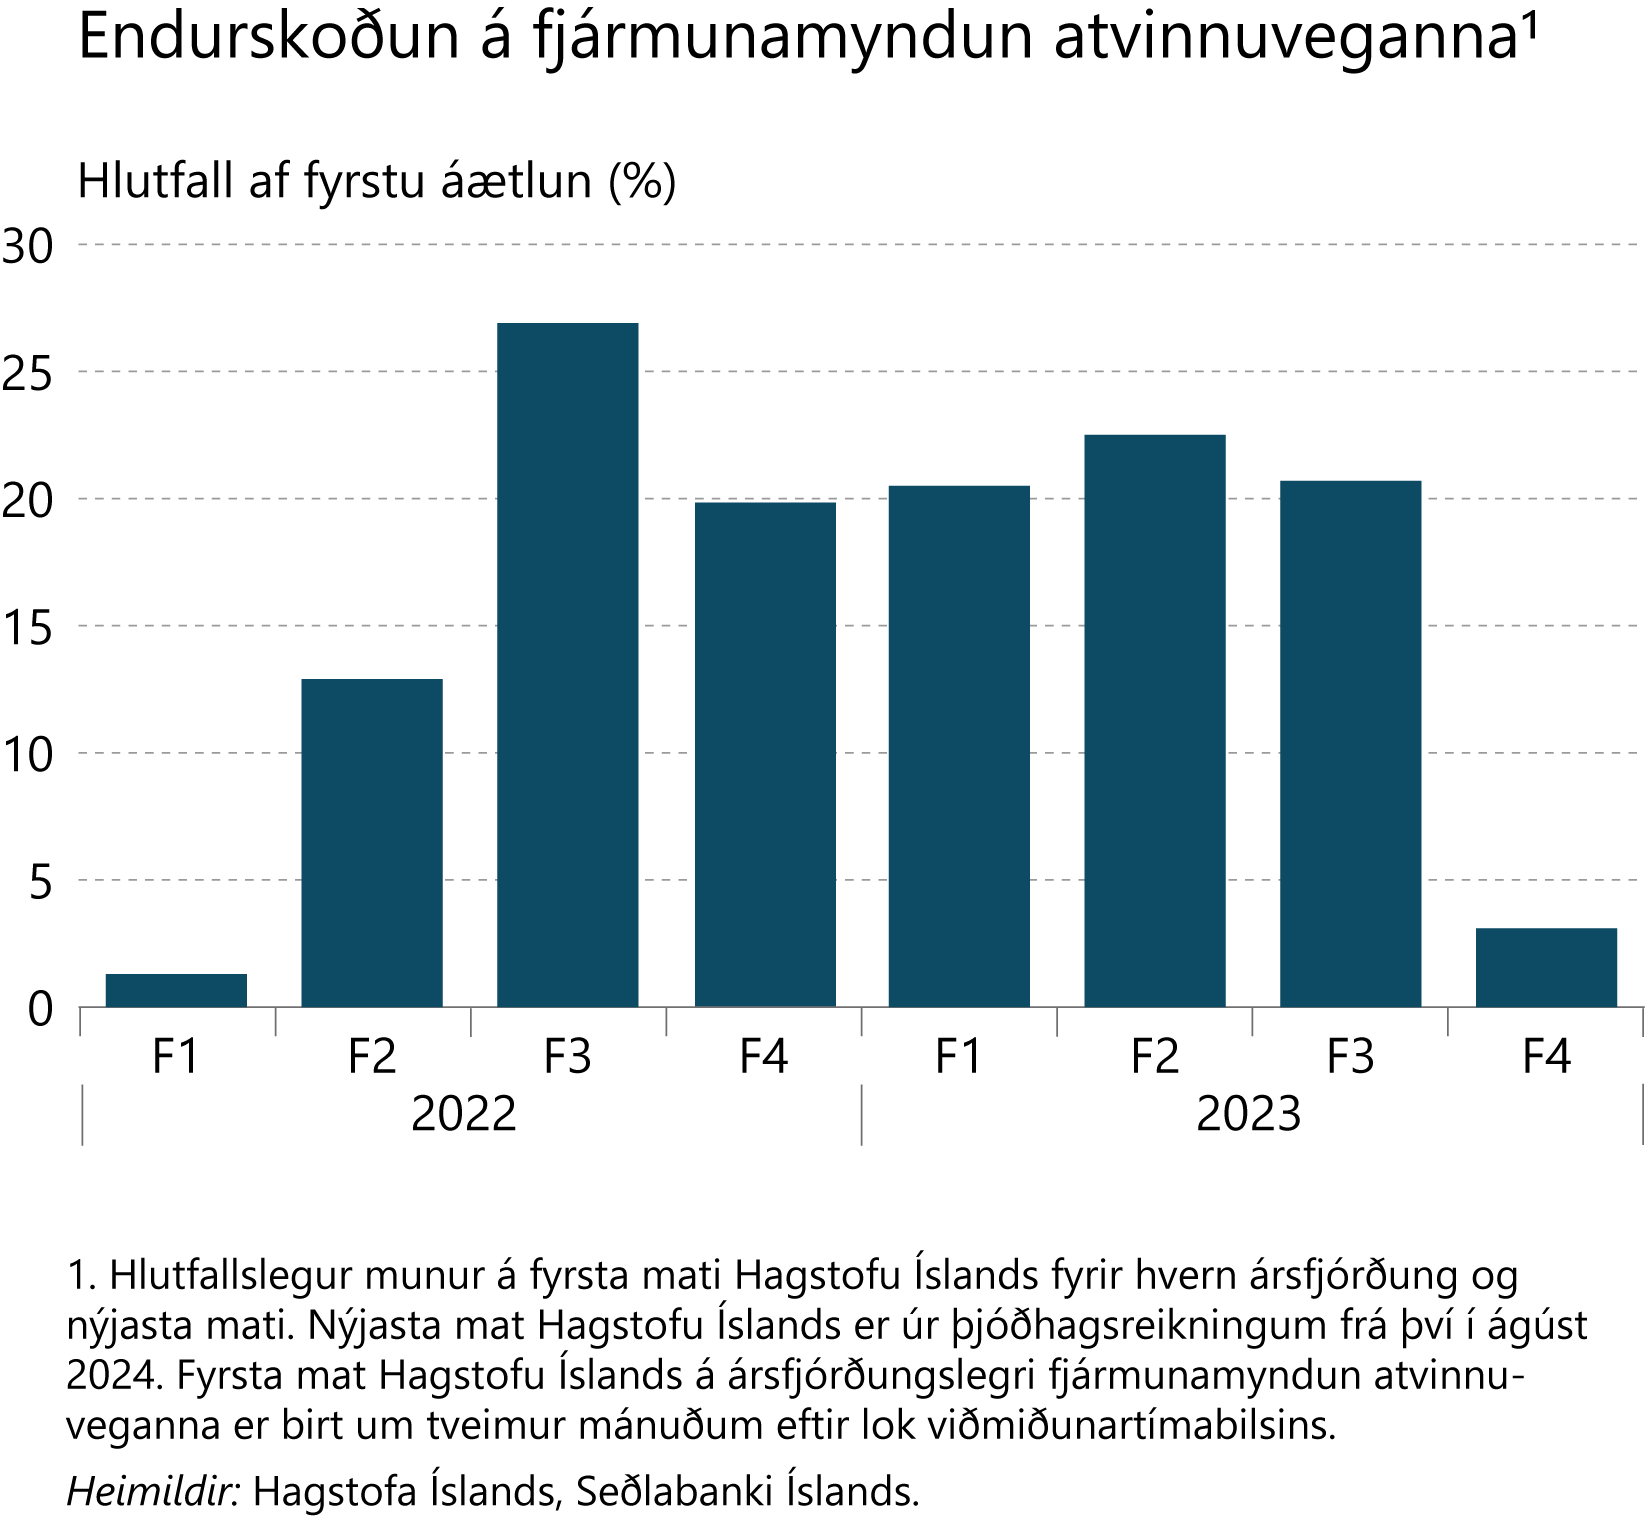 Endurskoðun á fjármunamyndun atvinnuveganna¹
Hlutfall af fyrstu áætlun (%)
30
25
20
15
10
5
0
F1 F2 F3 F4 F1 F2 F3 F4
2022 2023
1. Hlutfallslegur munur á fyrsta mati Hagstofu Íslands fyrir hvern ársfjórðung og
nýjasta mati. Nýjasta mat Hagstofu Íslands er úr þjóðhagsreikningum frá því í ágúst
2024. Fyrsta mat Hagstofu Íslands á ársfjórðungslegri fjármunamyndun atvinnu-
veganna er birt um tveimur mánuðum eftir lok viðmiðunartímabilsins.
Heimildir: Hagstofa Íslands, Seðlabanki Íslands.